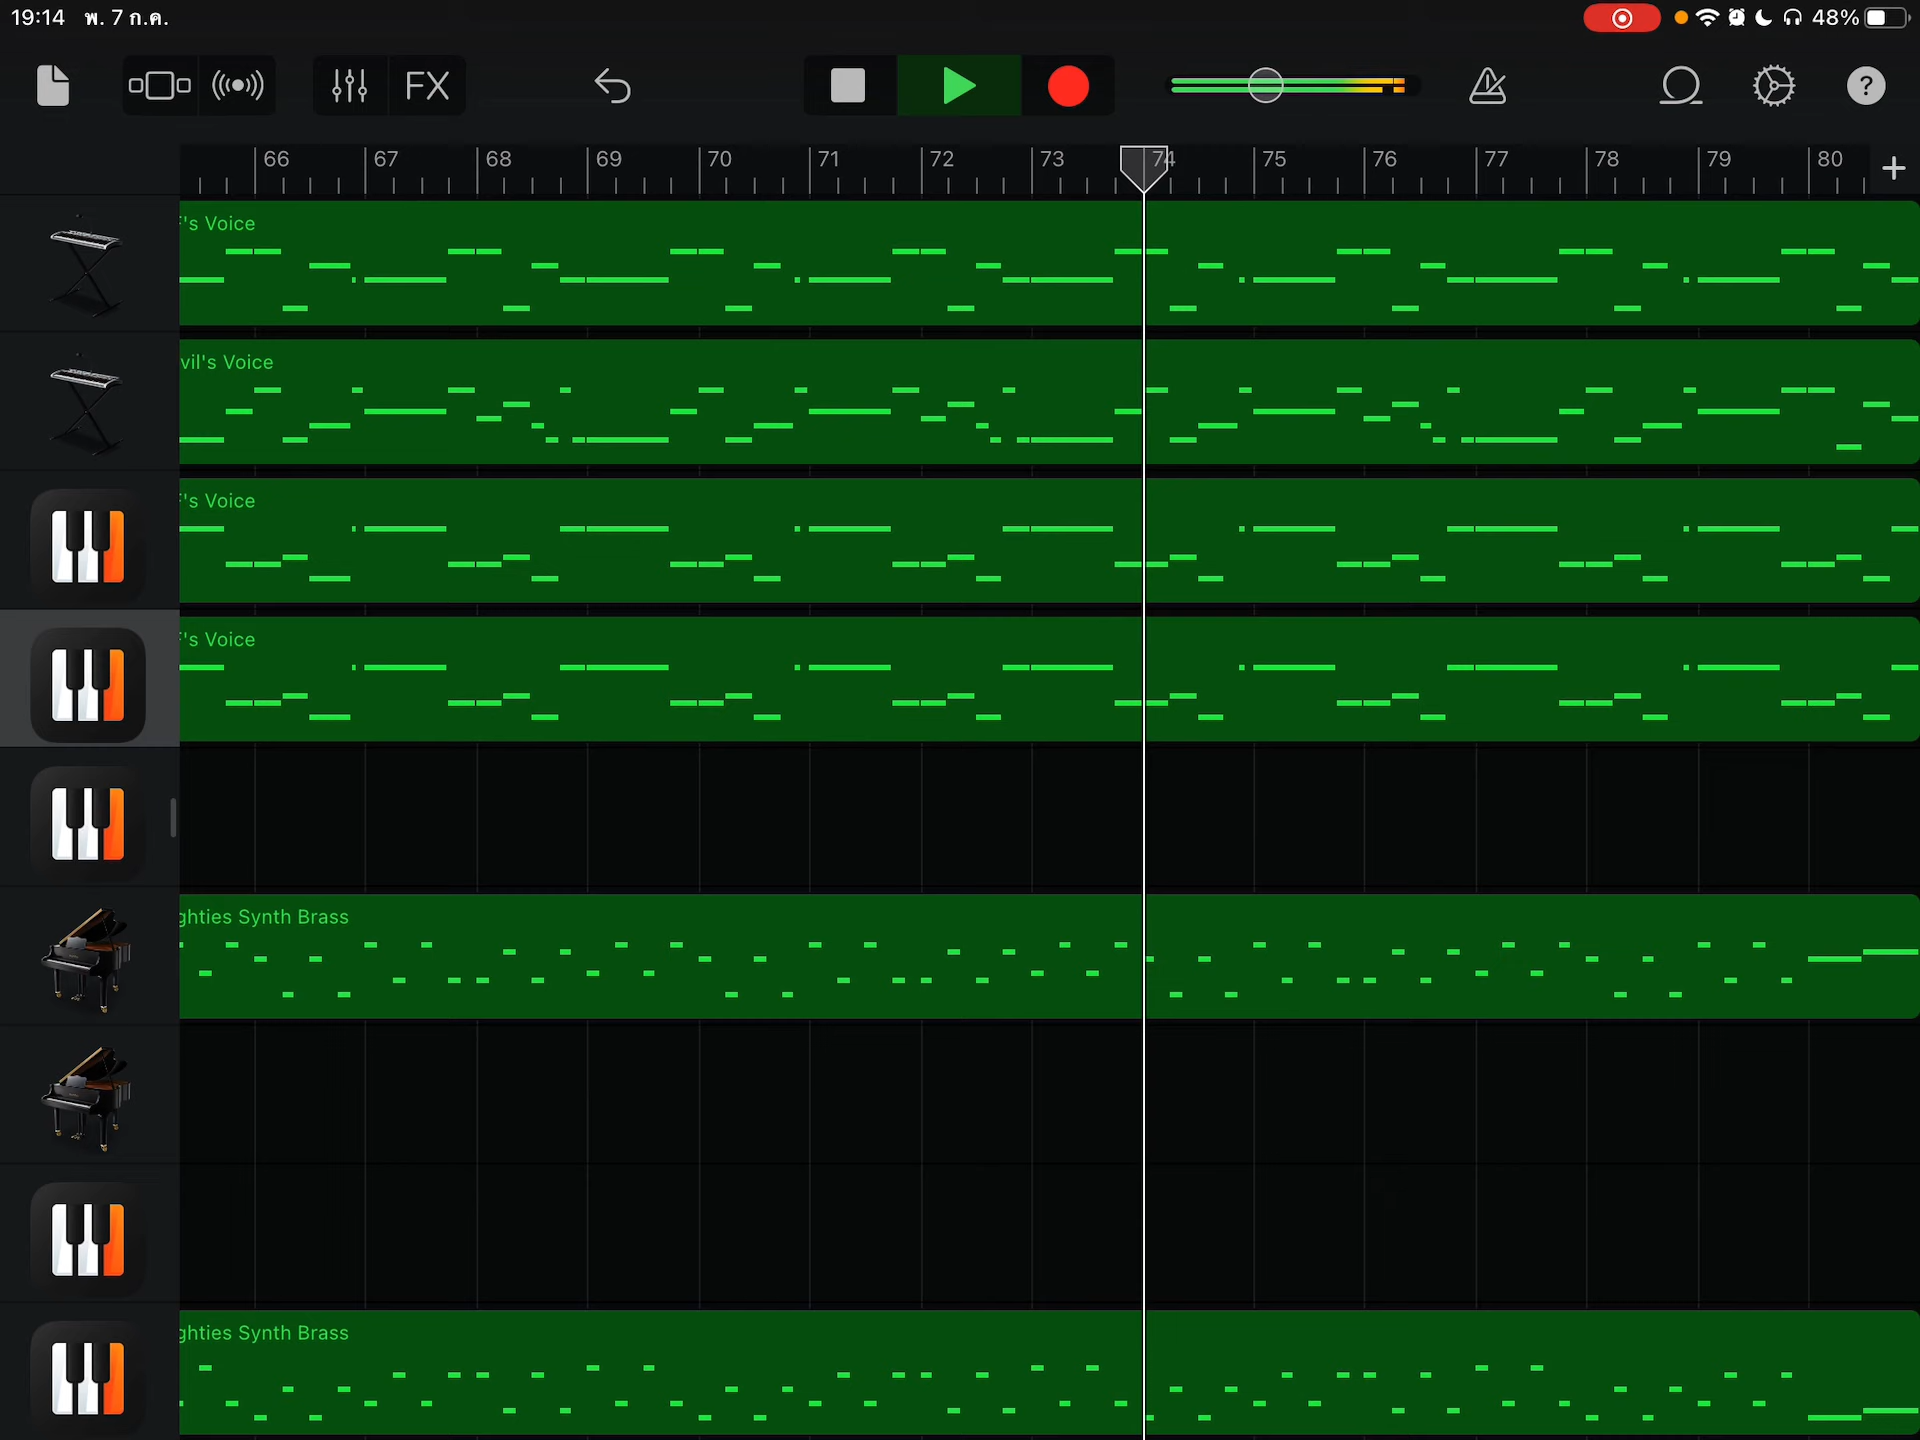 19:14 พ. 7 ก.ค. 48%
FX ?
66 67 68 69 70 71 72 73 74 75 76 77 78 79 80 +
F's Voice
vil's Voice
F's Voice
F's Voice
ghties Synth Brass
ghties Synth Brass